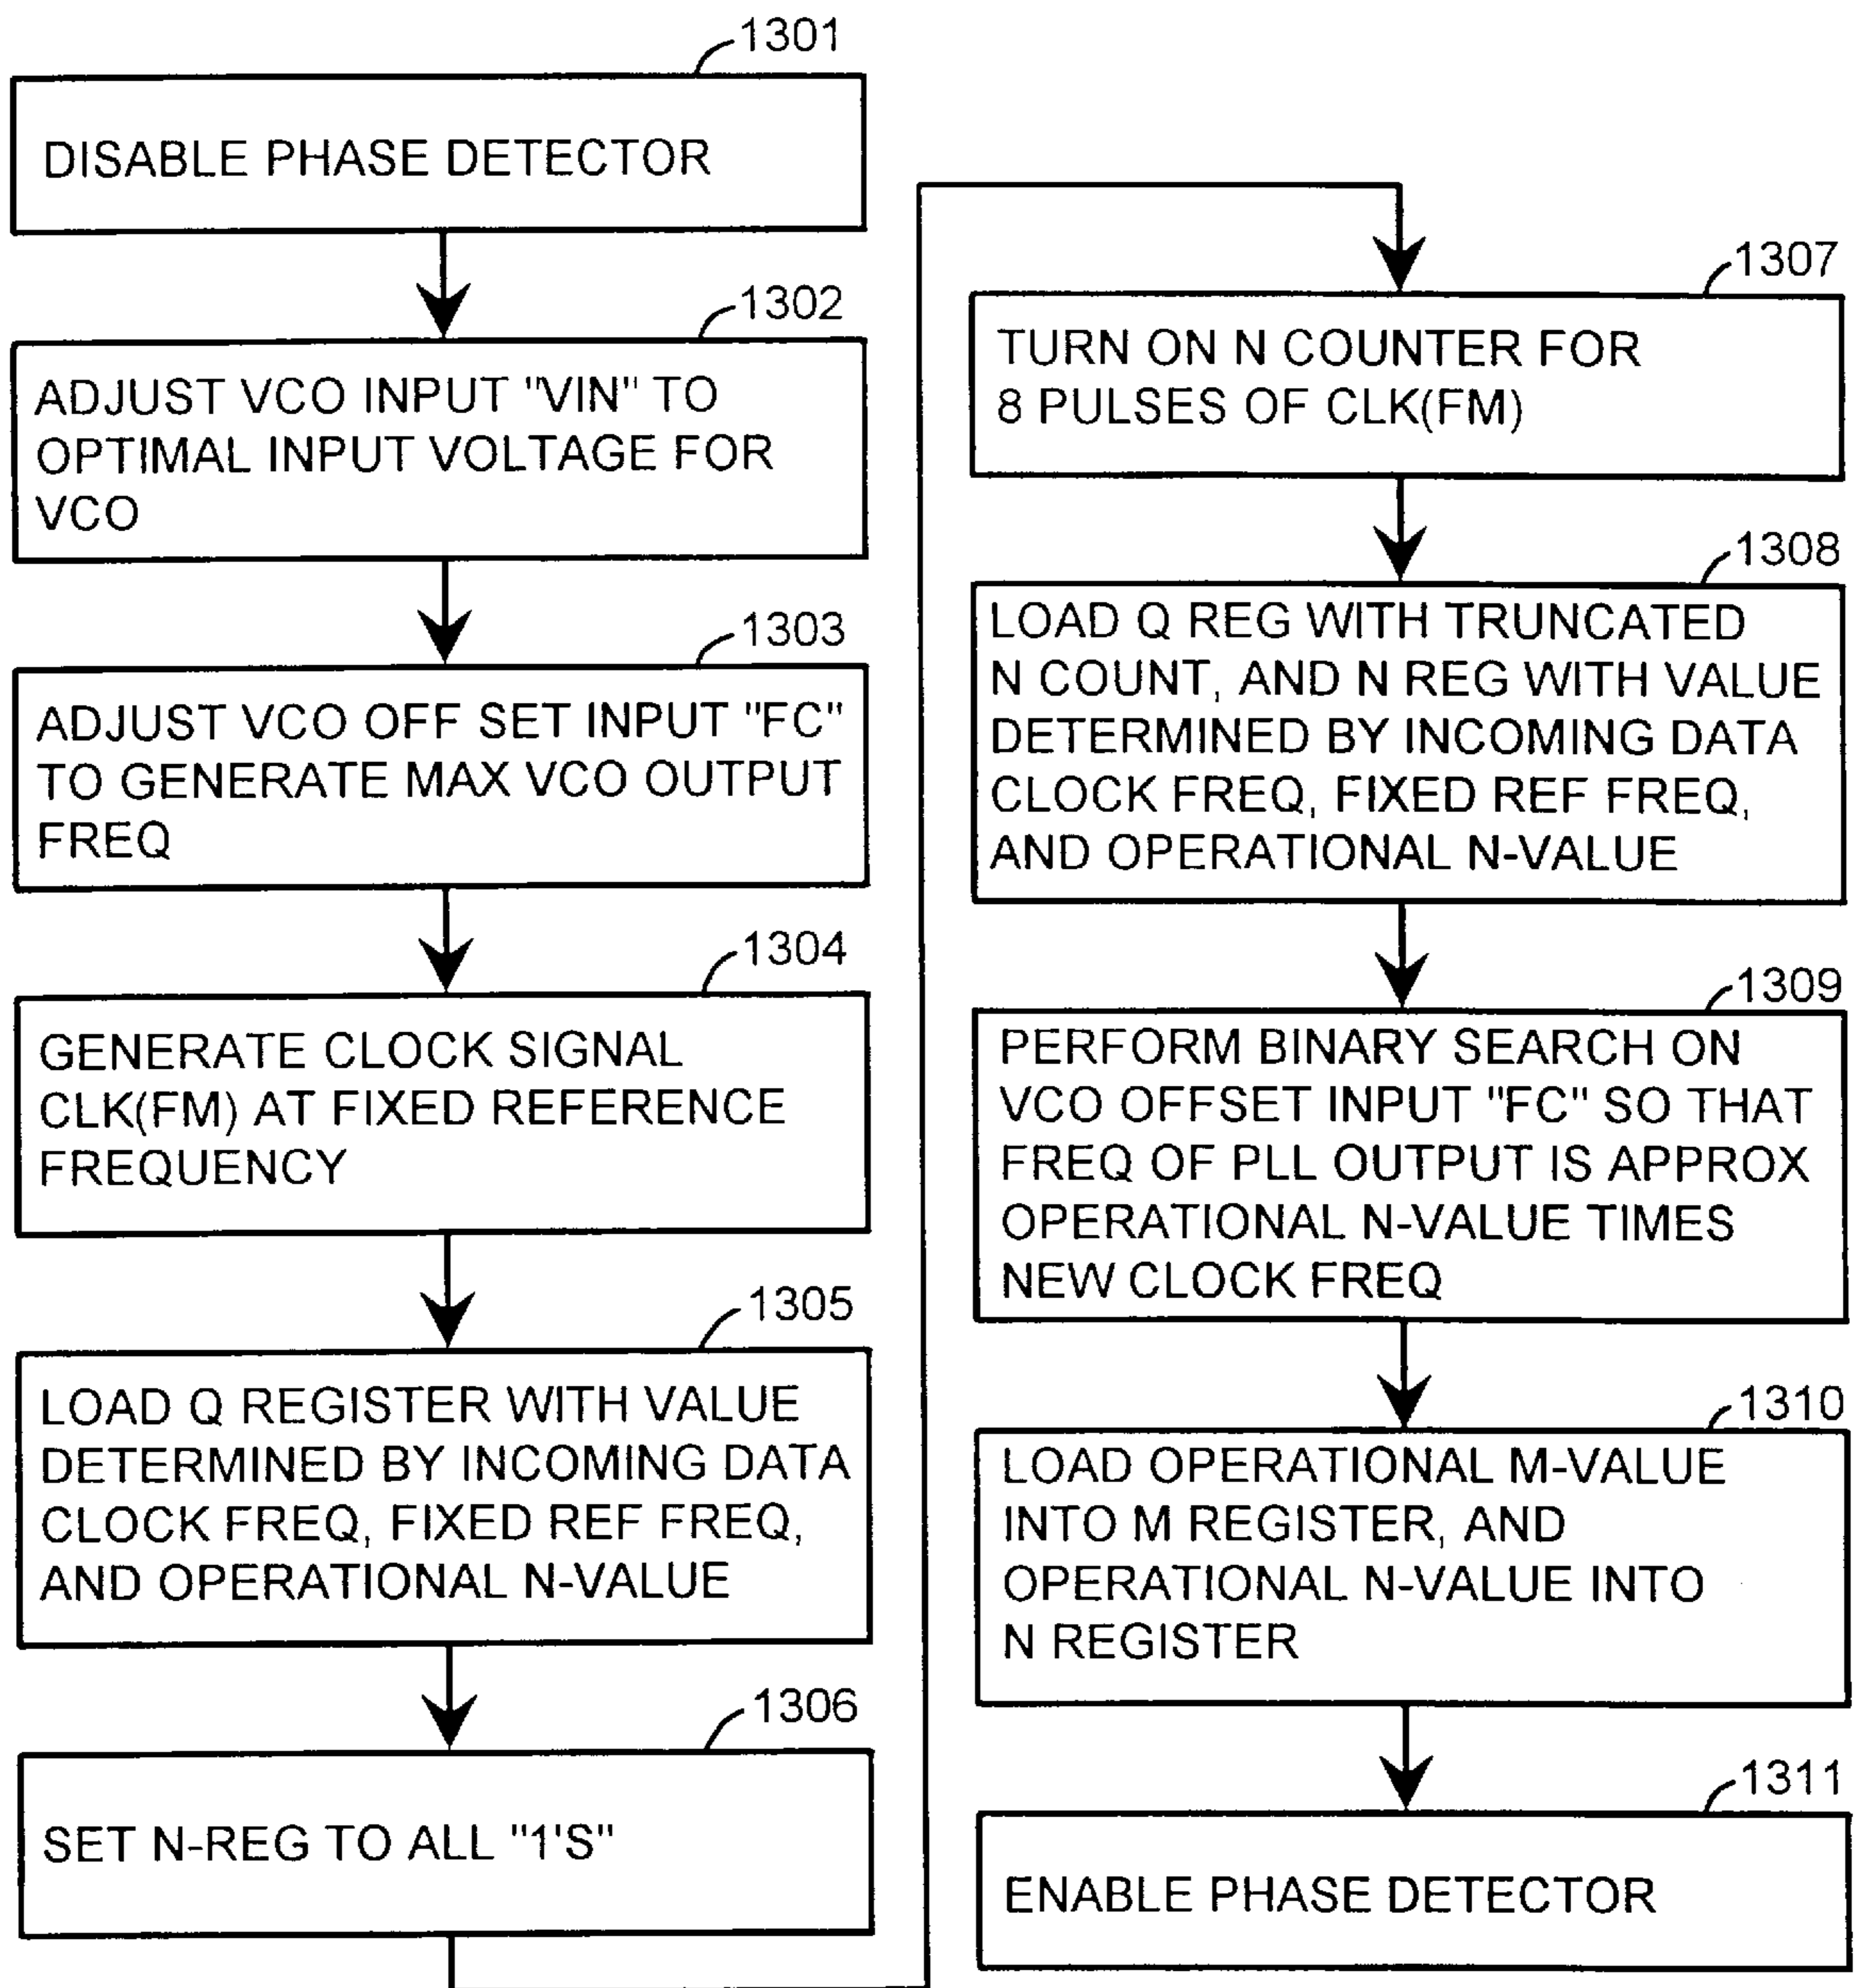 1301
DISABLE PHASE DETECTOR
1302
ADJUST VCO INPUT "VIN" TO
OPTIMAL INPUT VOLTAGE FOR
VCO
1303
ADJUST VCO OFF SET INPUT "FC"
TO GENERATE MAX VCO OUTPUT
FREQ
1304
GENERATE CLOCK SIGNAL
CLK(FM) AT FIXED REFERENCE
FREQUENCY
1305
LOAD Q REGISTER WITH VALUE
DETERMINED BY INCOMING DATA
CLOCK FREQ, FIXED REF FREQ,
AND OPERATIONAL N-VALUE
1306
SET N-REG TO ALL "1'S"
1307
TURN ON N COUNTER FOR
8 PULSES OF CLK(FM)
1308
LOAD Q REG WITH TRUNCATED
N COUNT, AND N REG WITH VALUE
DETERMINED BY INCOMING DATA
CLOCK FREQ, FIXED REF FREQ,
AND OPERATIONAL N-VALUE
1309
PERFORM BINARY SEARCH ON
VCO OFFSET INPUT "FC" SO THAT
FREQ OF PLL OUTPUT IS APPROX
OPERATIONAL N-VALUE TIMES
NEW CLOCK FREQ
1310
LOAD OPERATIONAL M-VALUE
INTO M REGISTER, AND
OPERATIONAL N-VALUE INTO
N REGISTER
1311
ENABLE PHASE DETECTOR